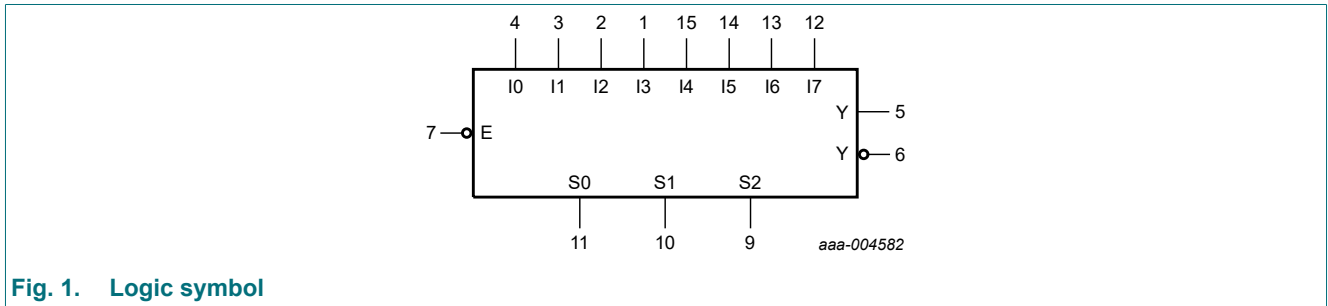 4 3 2 1 15 14 13 12
I0 I1 I2 I3 I4 I5 I6 I7
Y 5
7 E
Y 6
S0 S1 S2
11 10 9 aaa-004582
Fig. 1. Logic symbol